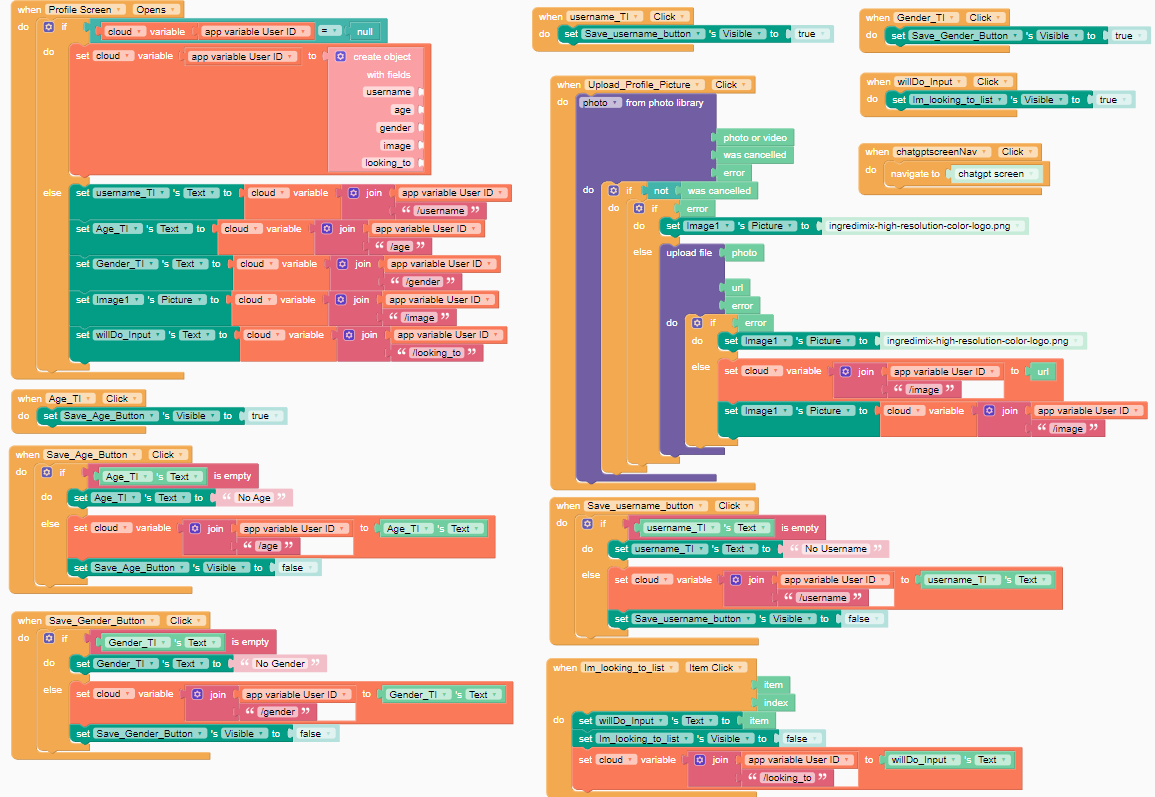 when Profile Screen Opens
do if cloud variable app variable User ID = null
do set cloud variable app variable User ID to create object
with fields
username
age
gender
image
looking_to
else set username_TI 's Text to cloud variable join app variable User ID
“ /username ”
set Age_TI 's Text to cloud variable join app variable User ID
“ /age ”
set Gender_TI 's Text to cloud variable join app variable User ID
“ /gender ”
set Image1 's Picture to cloud variable join app variable User ID
“ /image ”
set willDo_Input 's Text to cloud variable join app variable User ID
“ /looking_to ”
when Age_TI Click
do set Save_Age_Button 's Visible to true
when Save_Age_Button Click
do if Age_TI 's Text is empty
do set Age_TI 's Text to “ No Age ”
else set cloud variable join app variable User ID to Age_TI 's Text
“ /age ”
set Save_Age_Button 's Visible to false
when Save_Gender_Button Click
do if Gender_TI 's Text is empty
do set Gender_TI 's Text to “ No Gender ”
else set cloud variable join app variable User ID to Gender_TI 's Text
“ /gender ”
set Save_Gender_Button 's Visible to false
when username_TI Click
do set Save_username_button 's Visible to true
when Upload_Profile_Picture Click
do photo from photo library
photo or video
was cancelled
error
do if not was cancelled
do if error
do set Image1 's Picture to ingredimix-high-resolution-color-logo.png
else upload file photo
url
error
do if error
do set Image1 's Picture to ingredimix-high-resolution-color-logo.png
else set cloud variable join app variable User ID to url
“ /image ”
set Image1 's Picture to cloud variable join app variable User ID
“ /image ”
when Save_username_button Click
do if username_TI 's Text is empty
do set username_TI 's Text to “ No Username ”
else set cloud variable join app variable User ID to username_TI 's Text
“ /username ”
set Save_username_button 's Visible to false
when Im_looking_to_list Item Click
item
index
do set willDo_Input 's Text to item
set Im_looking_to_list 's Visible to false
set cloud variable join app variable User ID to willDo_Input 's Text
“ /looking_to ”
when Gender_TI Click
do set Save_Gender_Button 's Visible to true
when willDo_Input Click
do set Im_looking_to_list 's Visible to true
when chatgptscreenNav Click
do navigate to chatgpt screen